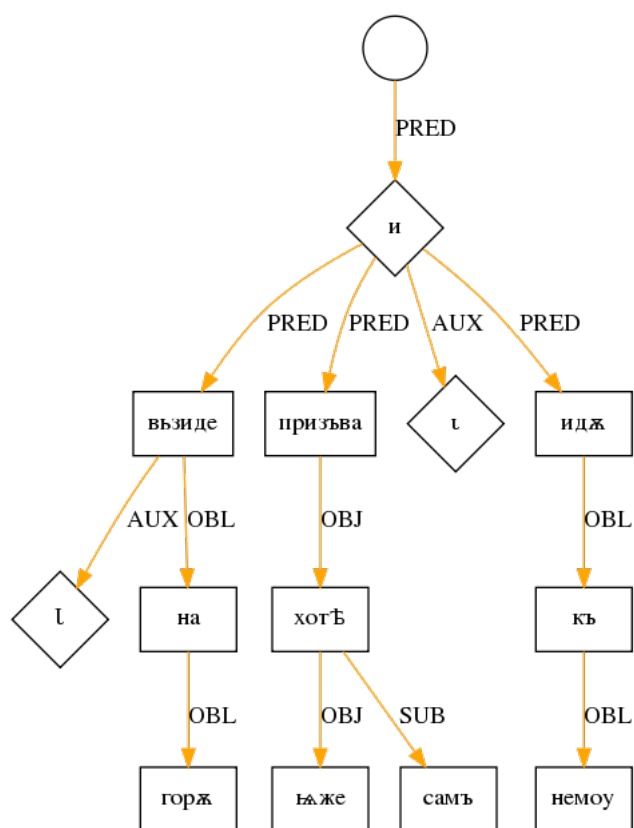 PRED
и
PRED PRED AUX PRED
вьзиде призъва ꙇ идѫ
AUX OBL OBJ OBL
Ꙇ на хотѣ къ
OBL OBJ SUB OBL
горѫ ѩже самъ немоу